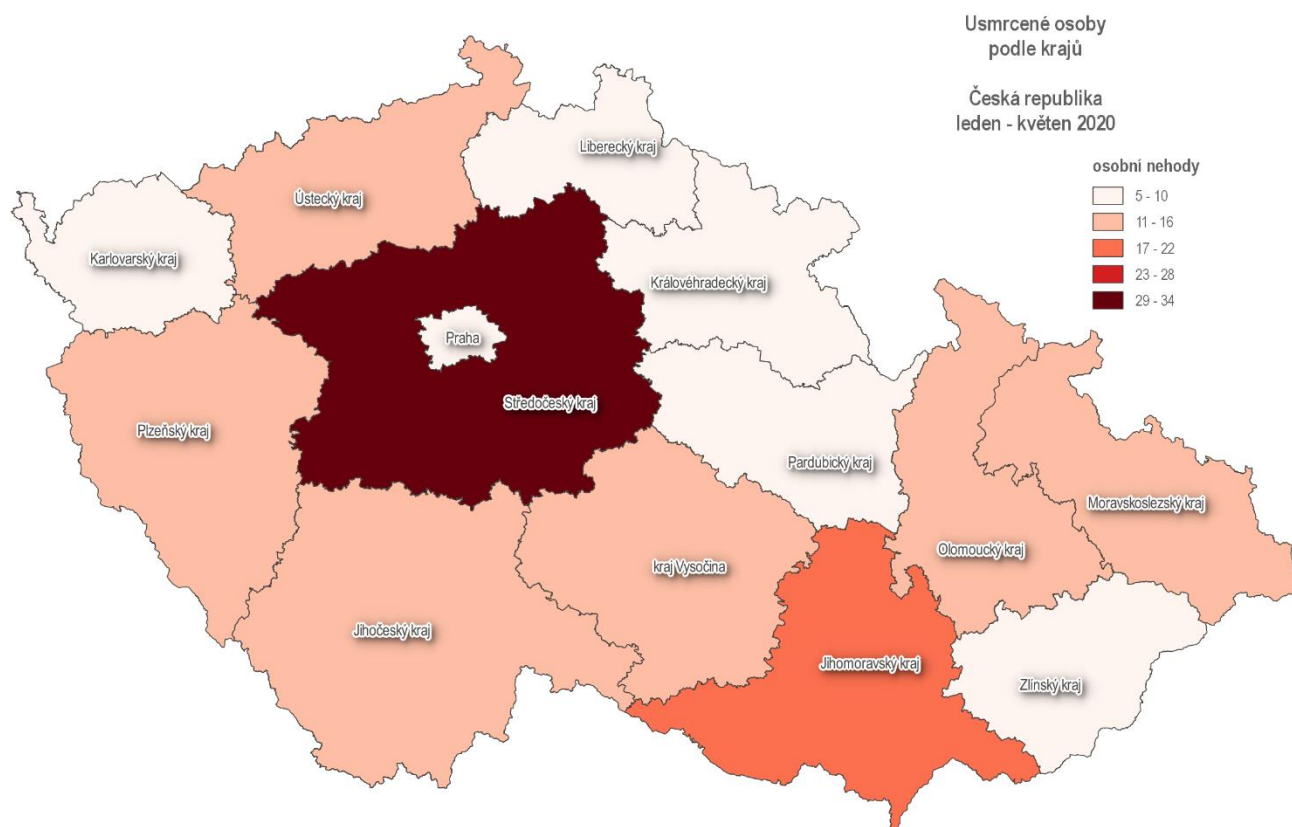 Usmrcené osoby
podle krajů
Česká republika
leden - květen 2020
osobní nehody
5 - 10
11 - 16
17 - 22
23 - 28
29 - 34
Liberecký kraj
Ústecký kraj
Karlovarský kraj
Královéhradecký kraj
Praha
Středočeský kraj
Plzeňský kraj
Pardubický kraj
Moravskoslezský kraj
Olomoucký kraj
kraj Vysočina
Jihočeský kraj
Jihomoravský kraj
Zlínský kraj